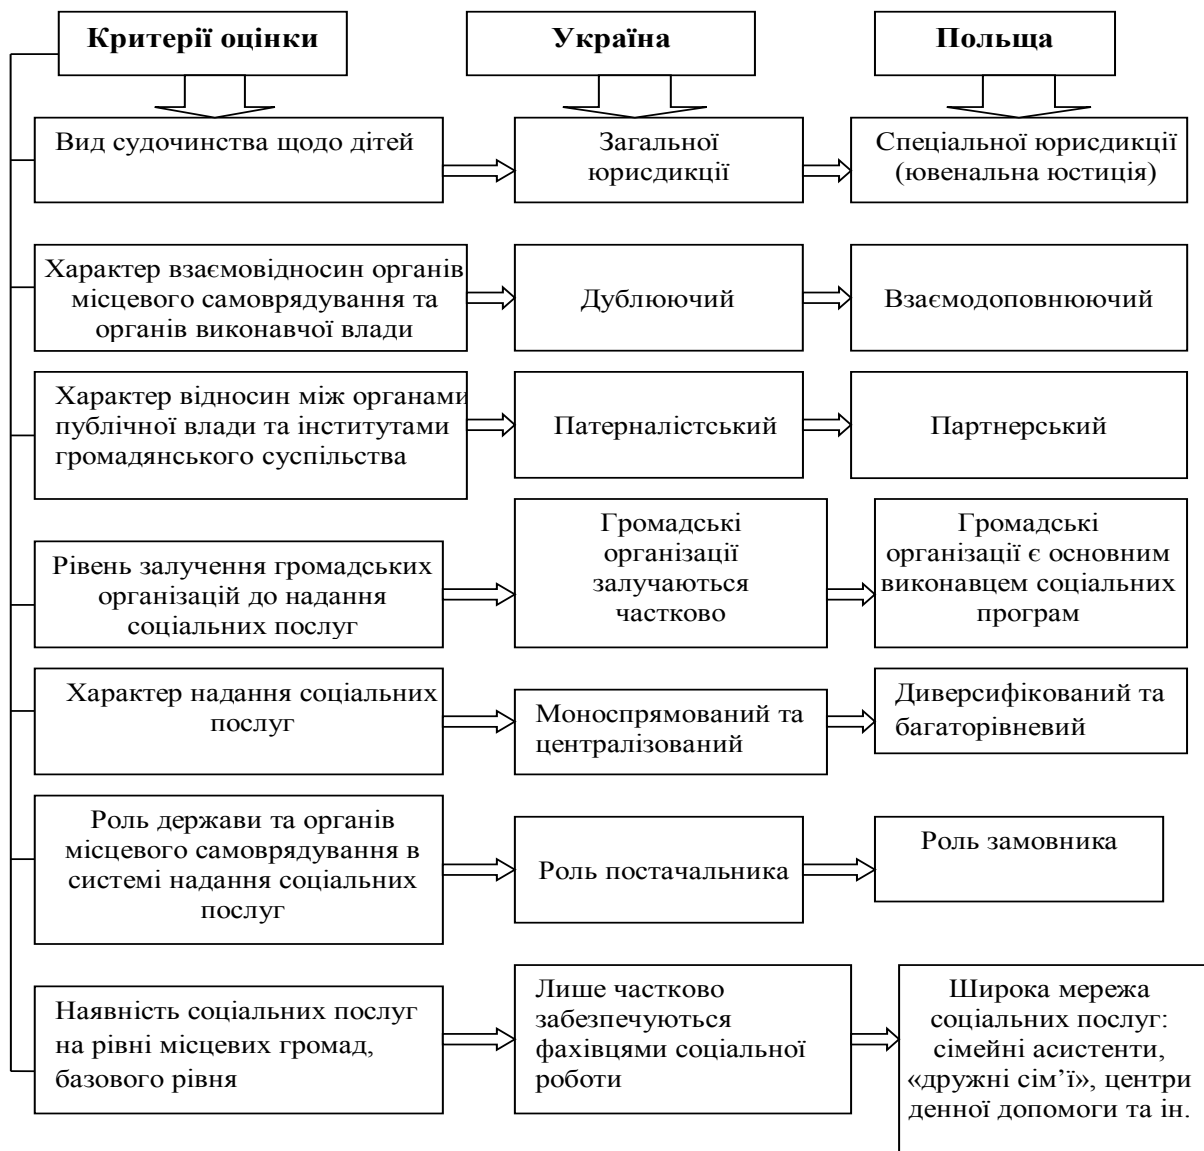 Критерії оцінки
Україна
Польща
Вид судочинства щодо дітей
Загальної
юрисдикції
Спеціальної юрисдикції
(ювенальна юстиція)
Характер взаємовідносин органів
місцевого самоврядування та
органів виконавчої влади
Дублюючий
Взаємодоповнюючий
Характер відносин між органами
публічної влади та інститутами
громадянського суспільства
Патерналістський
Партнерський
Рівень залучення громадських
організацій до надання
соціальних послуг
Громадські
організації
залучаються
частково
Громадські
організації є основним
виконавцем соціальних
програм
Характер надання соціальних
послуг
Моноспрямований та
централізований
Диверсифікований та
багаторівневий
Роль держави та органів
місцевого самоврядування в
системі надання соціальних
послуг
Роль постачальника
Роль замовника
Наявність соціальних послуг
на рівні місцевих громад,
базового рівня
Лише частково
забезпечуються
фахівцями соціальної
роботи
Широка мережа
соціальних послуг:
сімейні асистенти,
«дружні сім’ї», центри
денної допомоги та ін.